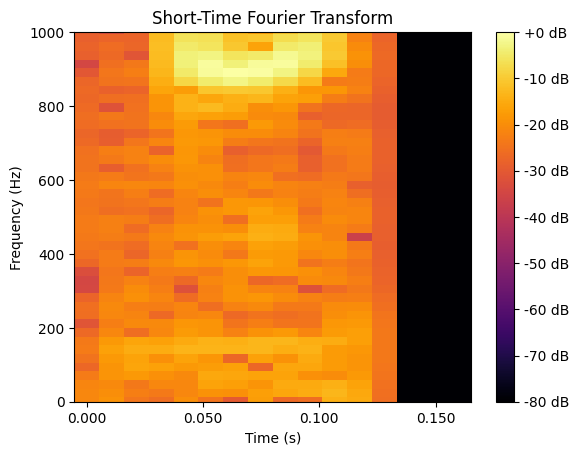 Short-Time Fourier Transform
1000
800
600
400
200
0
Frequency (Hz)
0.000
0.050
0.100
0.150
Time (s)
+0 dB
-10 dB
-20 dB
-30 dB
-40 dB
-50 dB
-60 dB
-70 dB
-80 dB